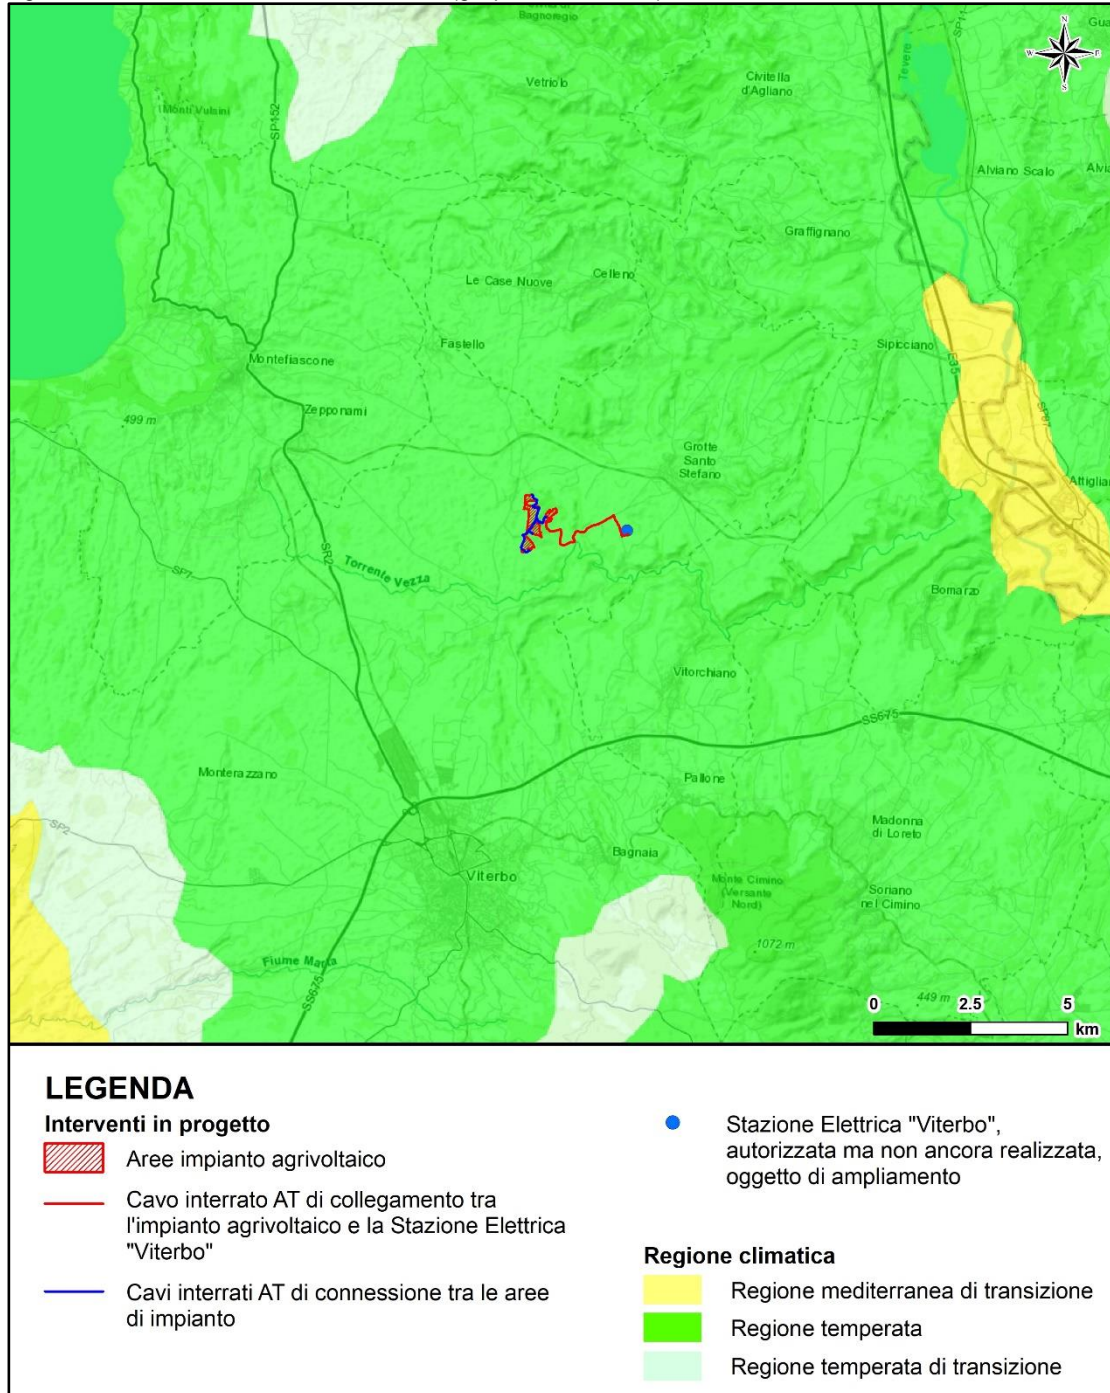 Bagnoregio
Vetriolo
Civitella
d'Agliano
Tevere
N
W
E
S
Monti Vulsini
SP152
Alviano Scalo
Graffignano
Le Case Nuove
Celleno
Fastello
Sipicciano
Montefiascone
E35
Zepponami
499 m
SP87
Grotte
Santo
Stefano
SR2
Torrente Vezza
SP7
Bomarzo
Vitorchiano
SS675
Monterazzano
Pallone
SP2
Madonna
di Loreto
Bagnaia
Viterbo
Monte Cimino
(Versante
Nord)
Soriano
nel Cimino
1072 m
SS675
449 m
0 2.5 5
km
LEGENDA
Interventi in progetto
Aree impianto agrivoltaico
Cavo interrato AT di collegamento tra
l'impianto agrivoltaico e la Stazione Elettrica
"Viterbo"
Cavi interrati AT di connessione tra le aree
di impianto
Stazione Elettrica "Viterbo",
autorizzata ma non ancora realizzata,
oggetto di ampliamento
Regione climatica
Regione mediterranea di transizione
Regione temperata
Regione temperata di transizione